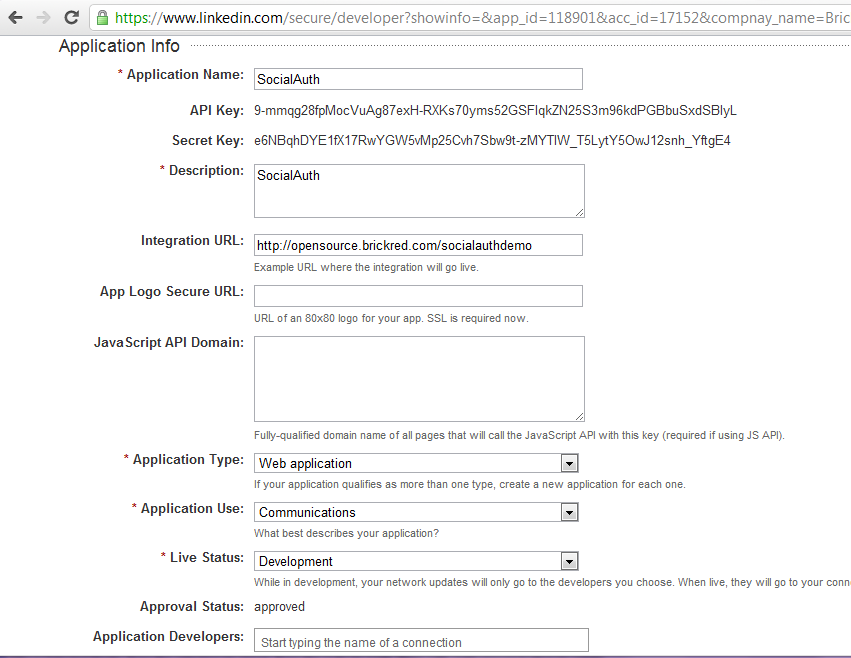 https://www.linkedin.com/secure/developer?showinfo=&app_id=118901&acc_id=17152&compnay_name=Bric
Application Info
* Application Name: SocialAuth
API Key: 9-mmqg28fpMocVuAg87exH-RXKs70yms52GSFlqkZN25S3m96kdPGBbuSxdSBlyL
Secret Key: e6NBqhDYE1fX17RwYGW5vMp25Cvh7Sbw9t-zMYTlW_T5LytY5OwJ12snh_YftgE4
* Description: SocialAuth
Integration URL: http://opensource.brickred.com/socialauthdemo
Example URL where the integration will go live.
App Logo Secure URL:
URL of an 80x80 logo for your app. SSL is required now.
JavaScript API Domain:
Fully-qualified domain name of all pages that will call the JavaScript API with this key (required if using JS API).
* Application Type: Web application
If your application qualifies as more than one type, create a new application for each one.
* Application Use: Communications
What best describes your application?
* Live Status: Development
While in development, your network updates will only go to the developers you choose. When live, they will go to your conn
Approval Status: approved
Application Developers: Start typing the name of a connection